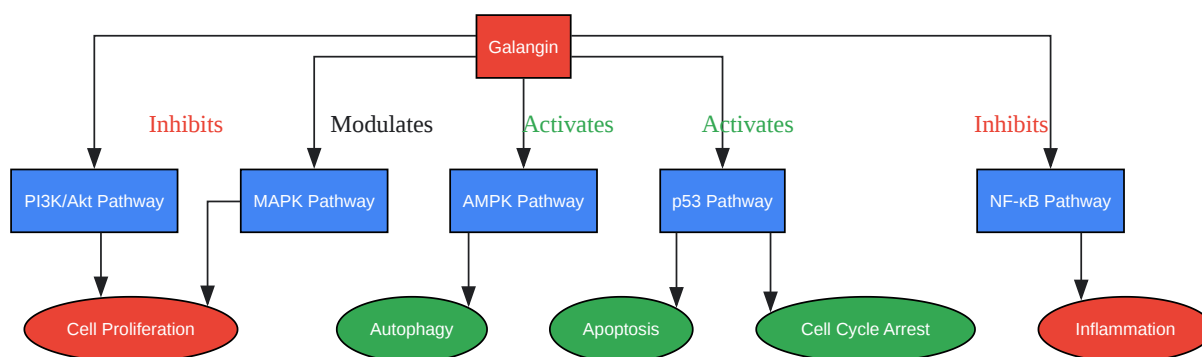 Galangin
Inhibits
Modulates
Activates
Activates
Inhibits
PI3K/Akt Pathway
MAPK Pathway
AMPK Pathway
p53 Pathway
NF-κB Pathway
Cell Proliferation
Autophagy
Apoptosis
Cell Cycle Arrest
Inflammation